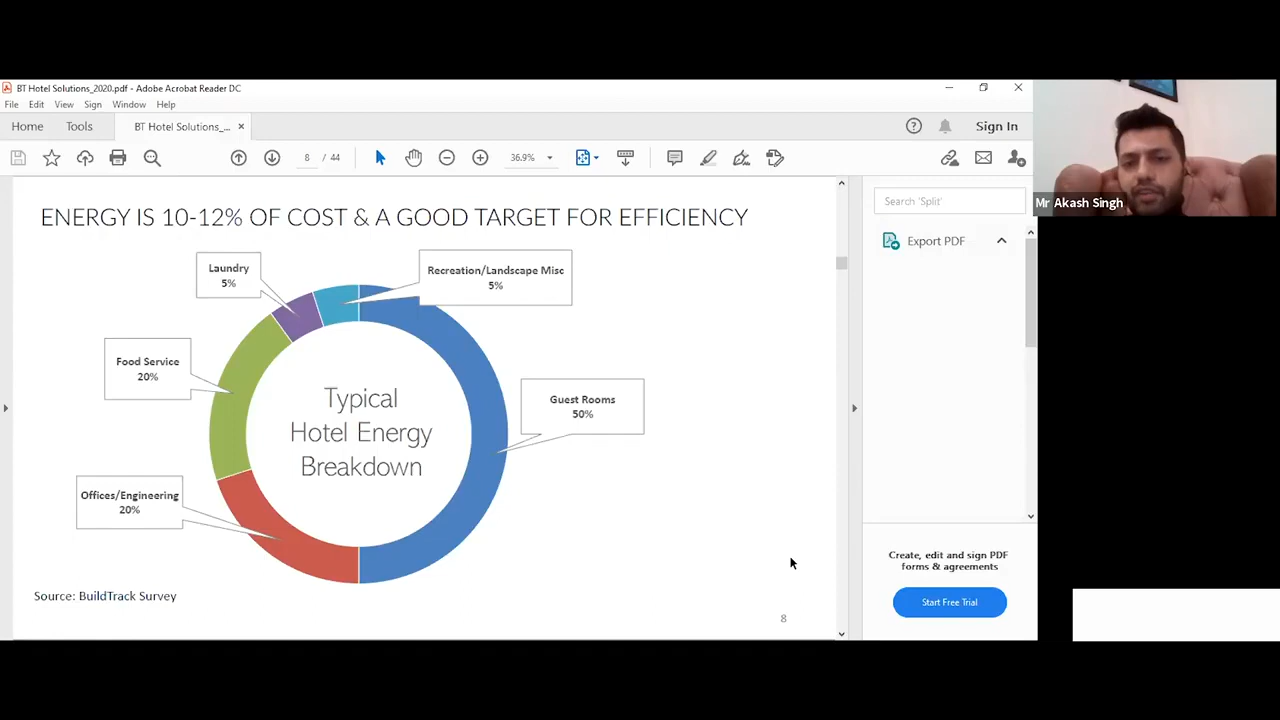 BT Hotel Solutions_2020.pdf - Adobe Acrobat Reader DC
File Edit View Sign Window Help
Home Tools BT Hotel Solutions_... × Sign In
8 / 44 36.9%
ENERGY IS 10-12% OF COST & A GOOD TARGET FOR EFFICIENCY
Laundry
5%
Recreation/Landscape Misc
5%
Food Service
20%
Guest Rooms
50%
Typical
Hotel Energy
Breakdown
Offices/Engineering
20%
Source: BuildTrack Survey
8
Search 'Split'
Export PDF
Create, edit and sign PDF
forms & agreements
Start Free Trial
Mr Akash Singh